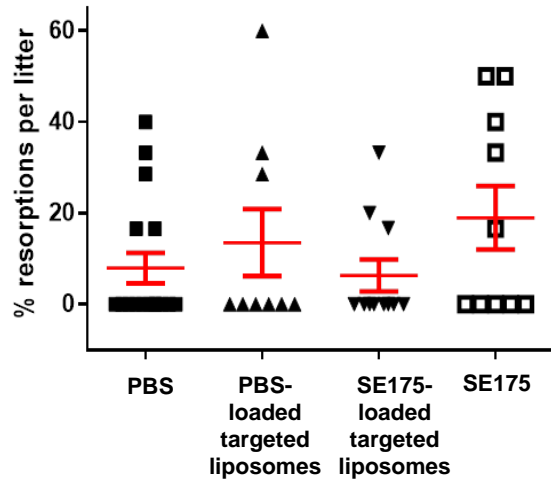 % resorptions per litter
60
40
20
0
PBS
PBS-
loaded
targeted
liposomes
SE175-
loaded
targeted
liposomes
SE175